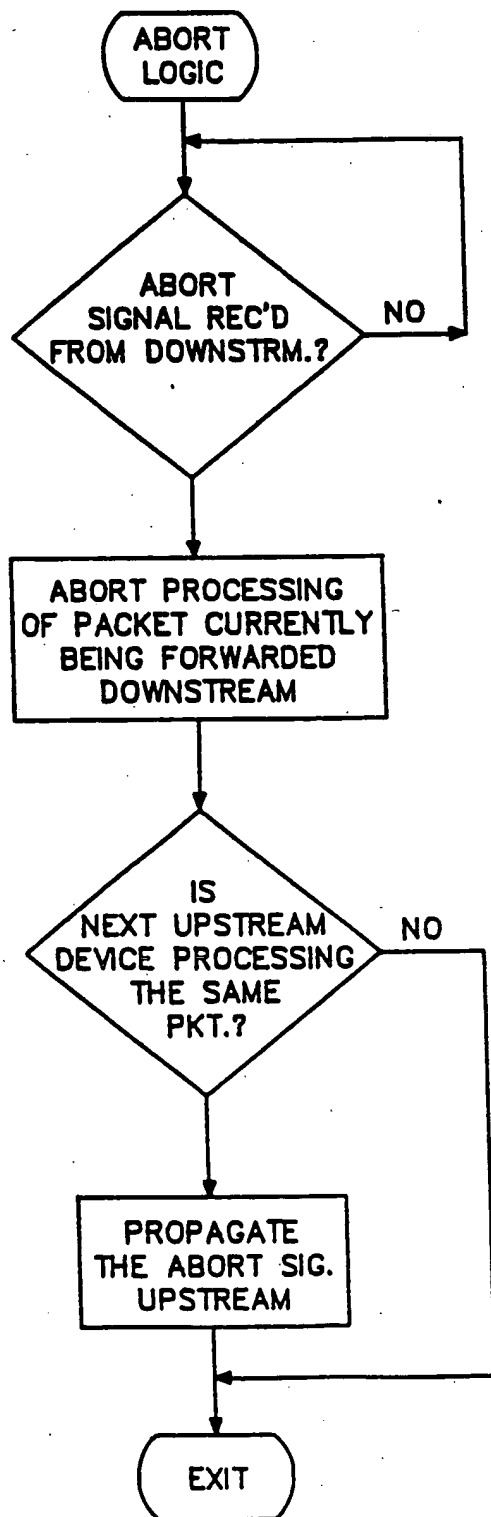 ABORT
LOGIC
ABORT
SIGNAL REC'D
FROM DOWNSTRM.?
NO
ABORT PROCESSING
OF PACKET CURRENTLY
BEING FORWARDED
DOWNSTREAM
IS
NEXT UPSTREAM
DEVICE PROCESSING
THE SAME
PKT.?
NO
PROPAGATE
THE ABORT SIG.
UPSTREAM
EXIT